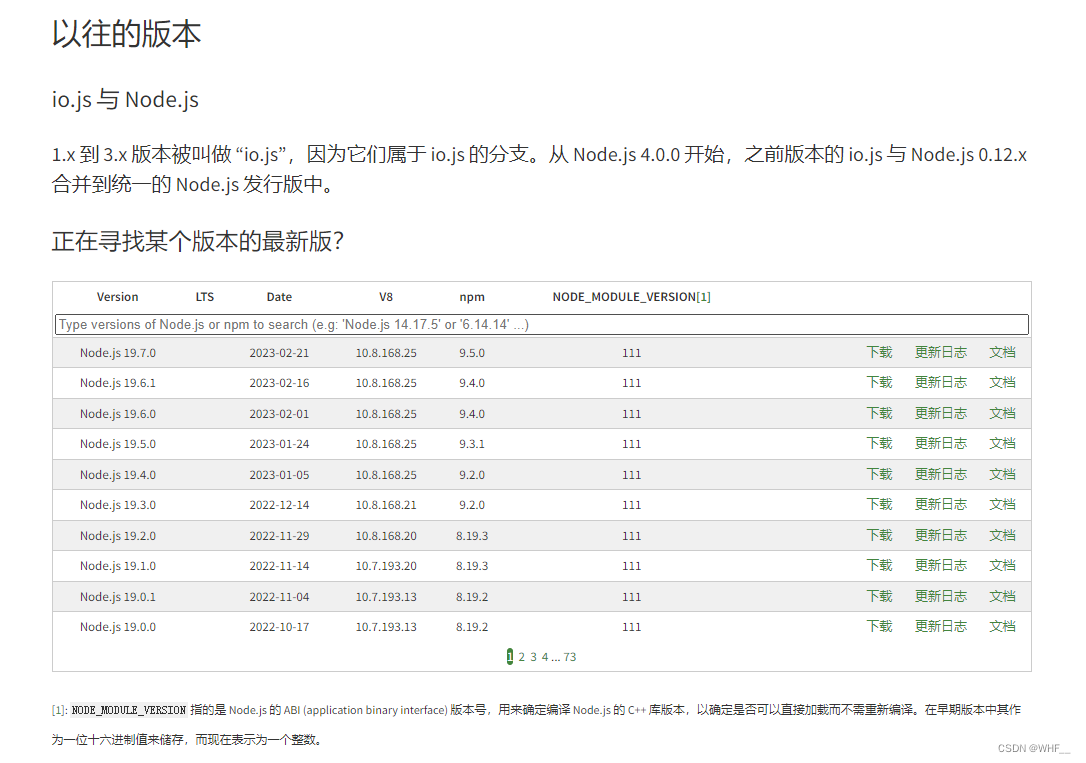 以往的版本
io.js 与 Node.js
1.x 到 3.x 版本被叫做 “io.js”，因为它们属于 io.js 的分支。从 Node.js 4.0.0 开始，之前版本的 io.js 与 Node.js 0.12.x
合并到统一的 Node.js 发行版中。
正在寻找某个版本的最新版？
Version LTS Date V8 npm NODE_MODULE_VERSION[1]
Type versions of Node.js or npm to search (e.g: 'Node.js 14.17.5' or '6.14.14' ...)
Node.js 19.7.0 2023-02-21 10.8.168.25 9.5.0 111 下载 更新日志 文档
Node.js 19.6.1 2023-02-16 10.8.168.25 9.4.0 111 下载 更新日志 文档
Node.js 19.6.0 2023-02-01 10.8.168.25 9.4.0 111 下载 更新日志 文档
Node.js 19.5.0 2023-01-24 10.8.168.25 9.3.1 111 下载 更新日志 文档
Node.js 19.4.0 2023-01-05 10.8.168.25 9.2.0 111 下载 更新日志 文档
Node.js 19.3.0 2022-12-14 10.8.168.21 9.2.0 111 下载 更新日志 文档
Node.js 19.2.0 2022-11-29 10.8.168.20 8.19.3 111 下载 更新日志 文档
Node.js 19.1.0 2022-11-14 10.7.193.20 8.19.3 111 下载 更新日志 文档
Node.js 19.0.1 2022-11-04 10.7.193.13 8.19.2 111 下载 更新日志 文档
Node.js 19.0.0 2022-10-17 10.7.193.13 8.19.2 111 下载 更新日志 文档
1 2 3 4 ... 73
[1]: NODE_MODULE_VERSION 指的是 Node.js 的 ABI (application binary interface) 版本号，用来确定编译 Node.js 的 C++ 库版本，以确定是否可以直接加载而不需重新编译。在早期版本中其作
为一位十六进制值来储存，而现在表示为一个整数。
CSDN @WHF__